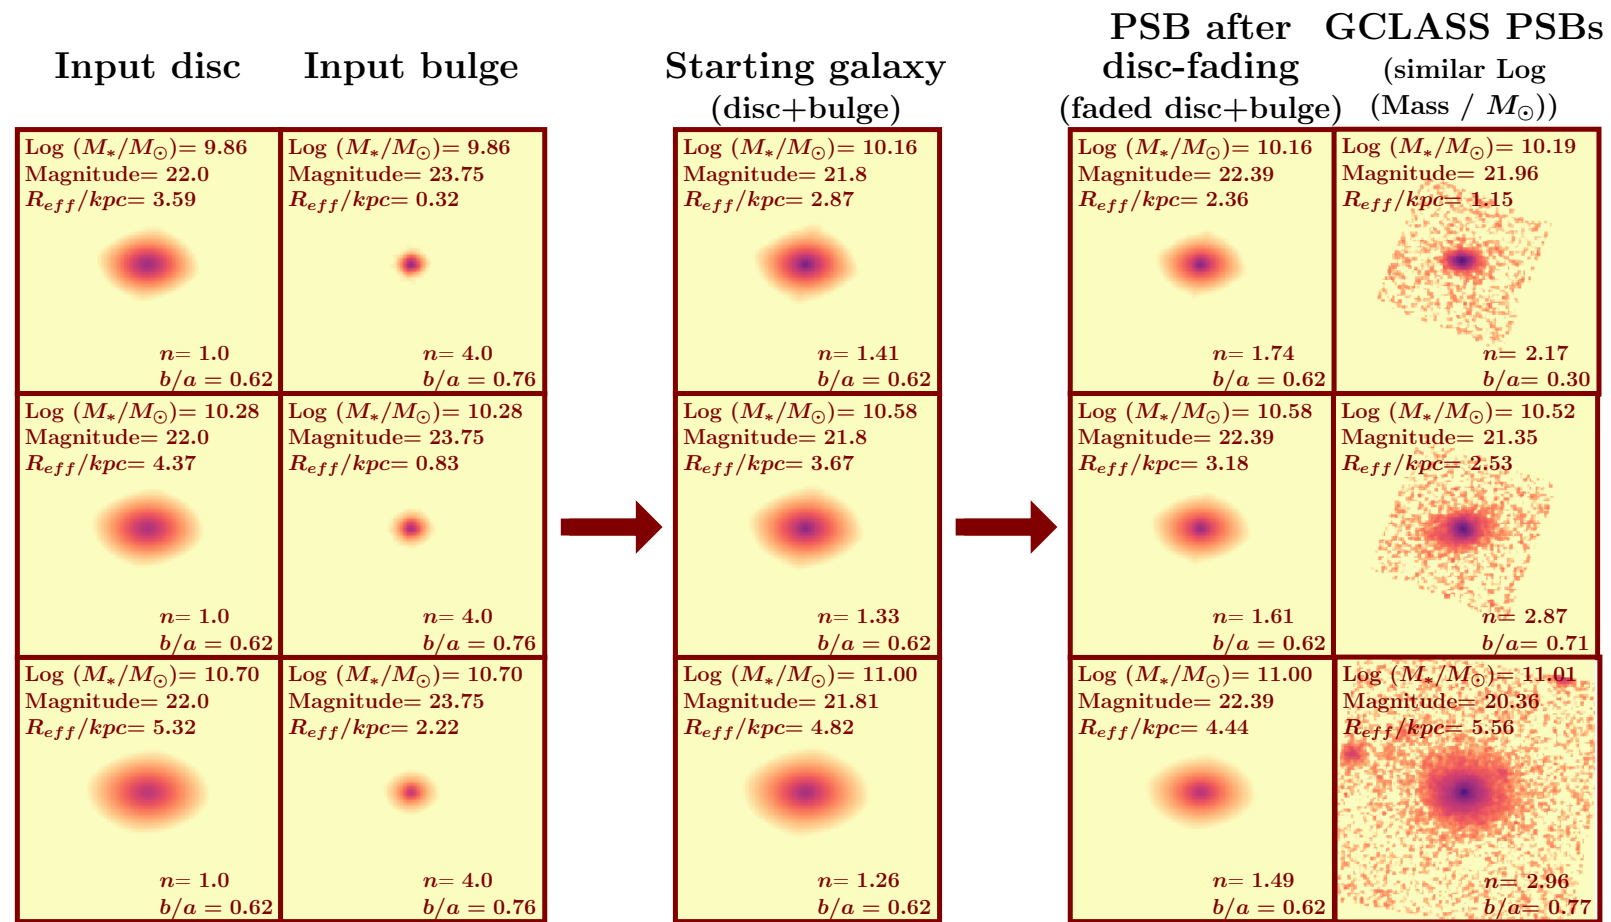 Input disc
Input bulge
Starting galaxy
(disc+bulge)
PSB after
disc-fading
(faded disc+bulge)
GCLASS PSBs
(similar Log
(Mass / M⊙))
Log (M*/M⊙)= 9.86
Magnitude= 22.0
Reff/kpc= 3.59
n= 1.0
b/a = 0.62
Log (M*/M⊙)= 9.86
Magnitude= 23.75
Reff/kpc= 0.32
n= 4.0
b/a = 0.76
Log (M*/M⊙)= 10.16
Magnitude= 21.8
Reff/kpc= 2.87
n= 1.41
b/a = 0.62
Log (M*/M⊙)= 10.16
Magnitude= 22.39
Reff/kpc= 2.36
n= 1.74
b/a = 0.62
Log (M*/M⊙)= 10.19
Magnitude= 21.96
Reff/kpc= 1.15
n= 2.17
b/a= 0.30
Log (M*/M⊙)= 10.28
Magnitude= 22.0
Reff/kpc= 4.37
n= 1.0
b/a = 0.62
Log (M*/M⊙)= 10.28
Magnitude= 23.75
Reff/kpc= 0.83
n= 4.0
b/a = 0.76
Log (M*/M⊙)= 10.58
Magnitude= 21.8
Reff/kpc= 3.67
n= 1.33
b/a = 0.62
Log (M*/M⊙)= 10.58
Magnitude= 22.39
Reff/kpc= 3.18
n= 1.61
b/a = 0.62
Log (M*/M⊙)= 10.52
Magnitude= 21.35
Reff/kpc= 2.53
n= 2.87
b/a= 0.71
Log (M*/M⊙)= 10.70
Magnitude= 22.0
Reff/kpc= 5.32
n= 1.0
b/a = 0.62
Log (M*/M⊙)= 10.70
Magnitude= 23.75
Reff/kpc= 2.22
n= 4.0
b/a = 0.76
Log (M*/M⊙)= 11.00
Magnitude= 21.81
Reff/kpc= 4.82
n= 1.26
b/a = 0.62
Log (M*/M⊙)= 11.00
Magnitude= 22.39
Reff/kpc= 4.44
n= 1.49
b/a = 0.62
Log (M*/M⊙)= 11.01
Magnitude= 20.36
Reff/kpc= 5.56
n= 2.96
b/a= 0.77